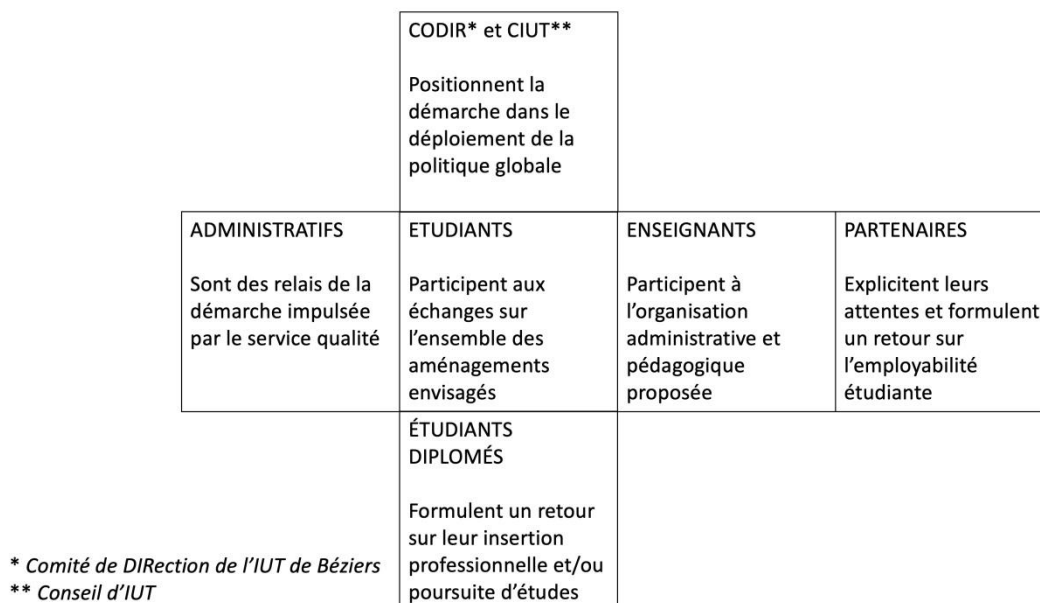 CODIR* et CIUT**
Positionnent la
démarche dans le
déploiement de la
politique globale
ADMINISTRATIFS
Sont des relais de la
démarche impulsée
par le service qualité
ETUDIANTS
Participent aux
échanges sur
l’ensemble des
aménagements
envisagés
ENSEIGNANTS
Participent à
l’organisation
administrative et
pédagogique
proposée
PARTENAIRES
Explicitent leurs
attentes et formulent
un retour sur
l’employabilité
étudiante
ÉTUDIANTS
DIPLOMÉS
Formulent un retour
sur leur insertion
professionnelle et/ou
poursuite d’études
* Comité de DIRection de l’IUT de Béziers
** Conseil d’IUT